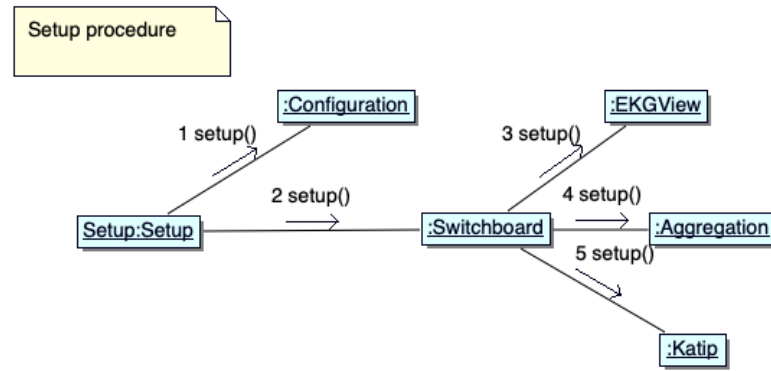 Setup procedure
:Configuration
:EKGView
1 setup()
3 setup()
2 setup()
4 setup()
Setup:Setup
:Switchboard
:Aggregation
5 setup()
:Katip